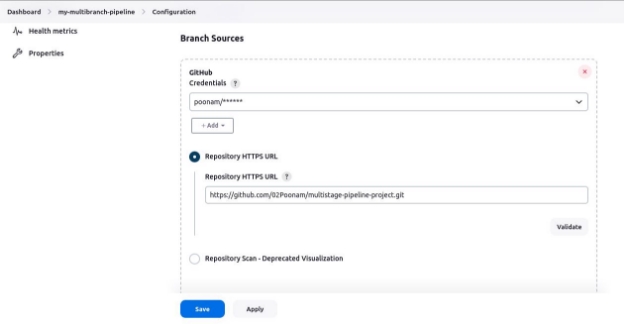 Dashboard > my-multibranch-pipeline > Configuration
Health metrics
Properties
Branch Sources
GitHub
Credentials ?
poonam/******
+ Add
Repository HTTPS URL
Repository HTTPS URL ?
https://github.com/02Poonam/multistage-pipeline-project.git
Validate
Repository Scan - Deprecated Visualization
Save Apply